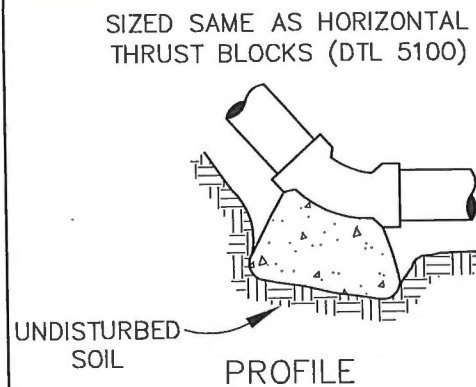 SIZED SAME AS HORIZONTAL
THRUST BLOCKS (DTL 5100)
UNDISTURBED
SOIL
PROFILE